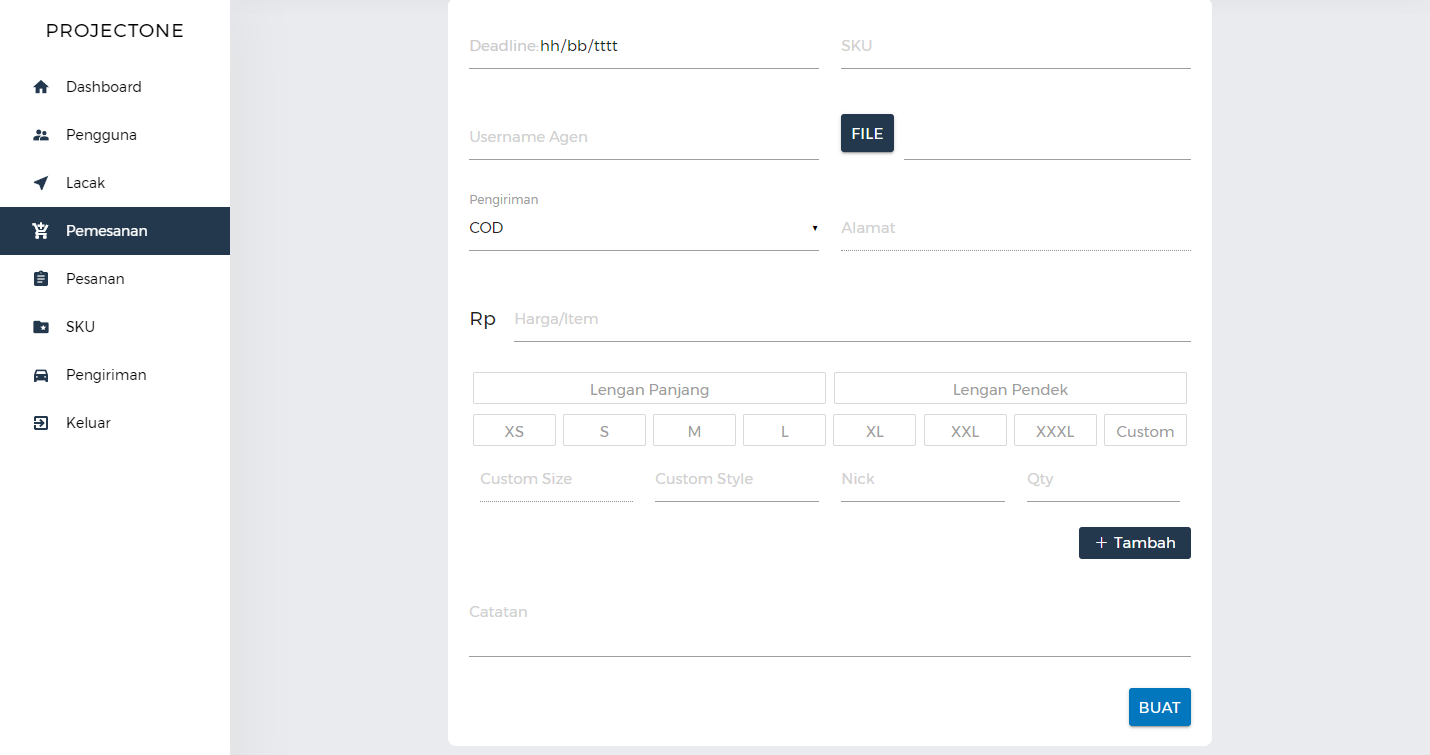 PROJECTONE
Dashboard
Pengguna
Lacak
Pemesanan
Pesanan
SKU
Pengiriman
Keluar
Deadline: hh/bb/tttt
SKU
Username Agen
FILE
Pengiriman
COD
Alamat
Rp Harga/Item
Lengan Panjang Lengan Pendek
XS S M L XL XXL XXXL Custom
Custom Size Custom Style Nick Qty
+ Tambah
Catatan
BUAT